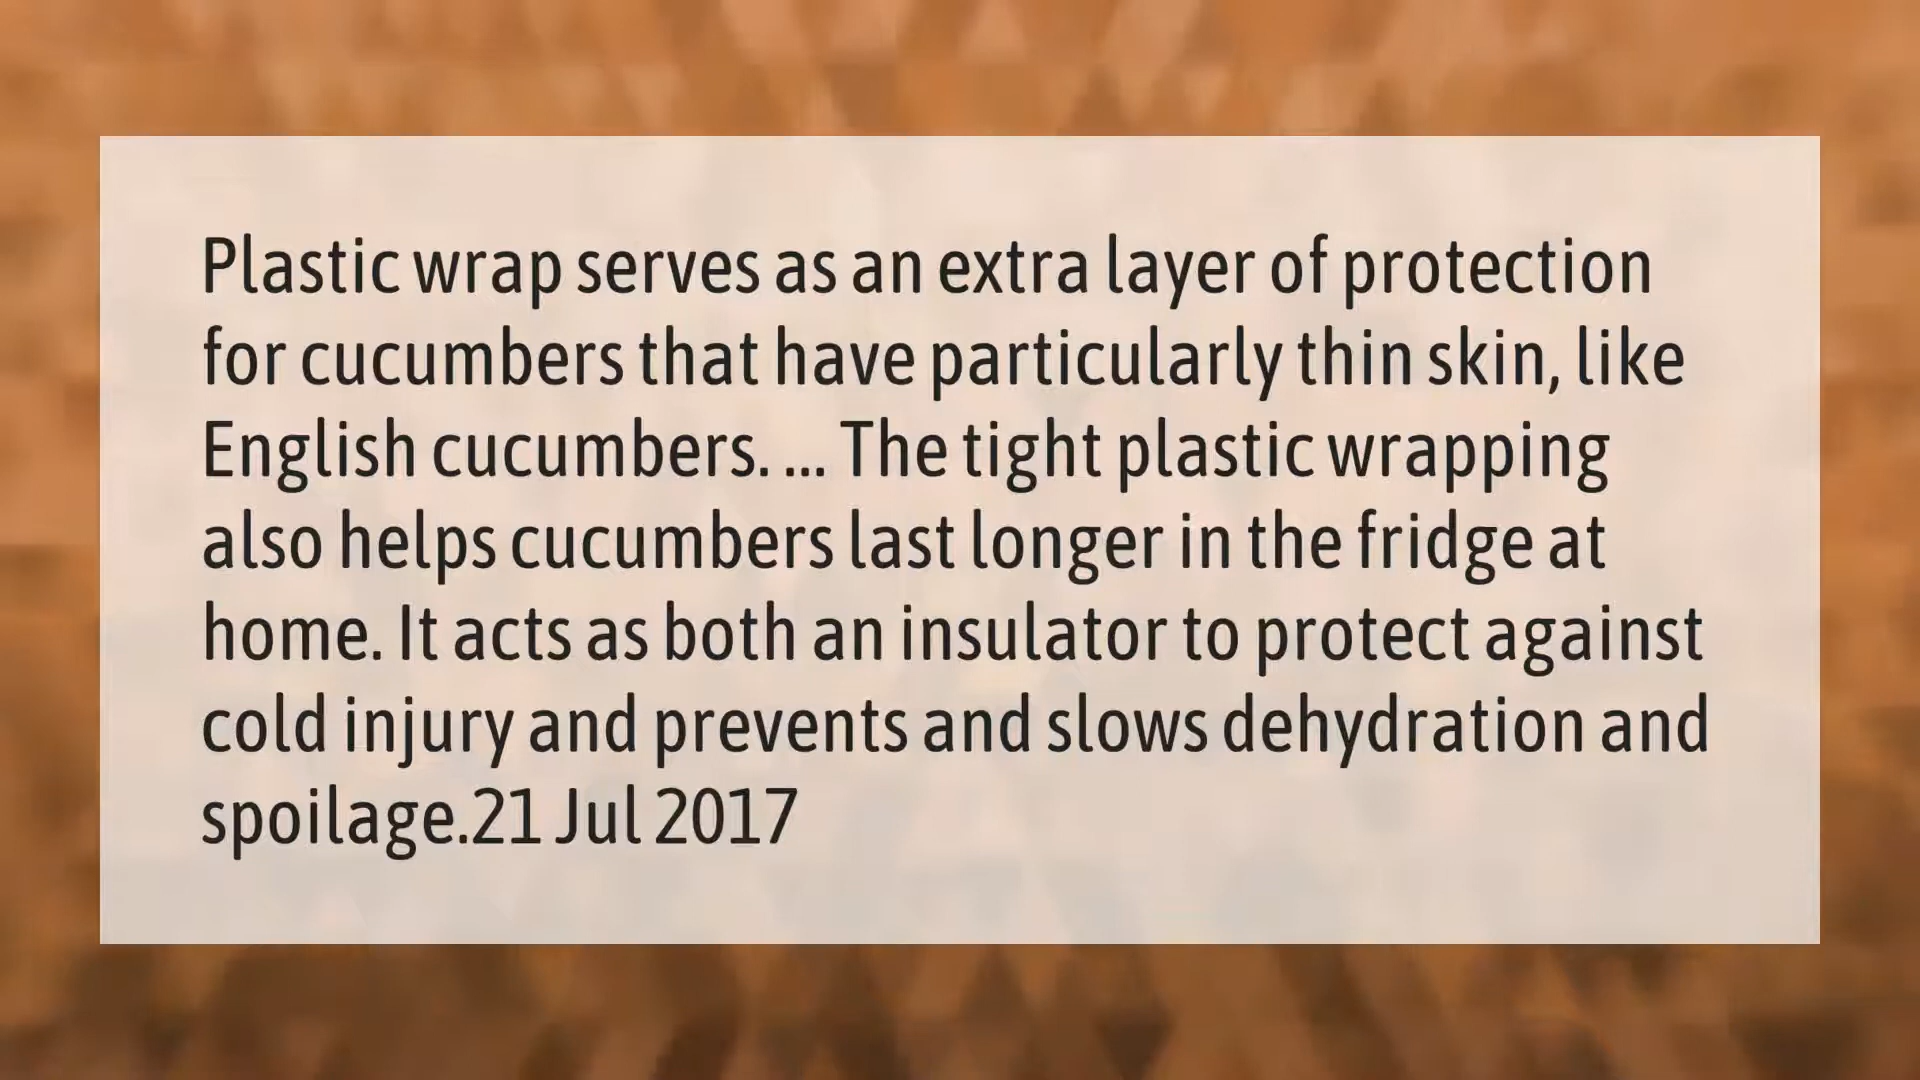 Plastic wrap serves as an extra layer of protection
for cucumbers that have particularly thin skin, like
English cucumbers. ... The tight plastic wrapping
also helps cucumbers last longer in the fridge at
home. It acts as both an insulator to protect against
cold injury and prevents and slows dehydration and
spoilage.21 Jul 2017